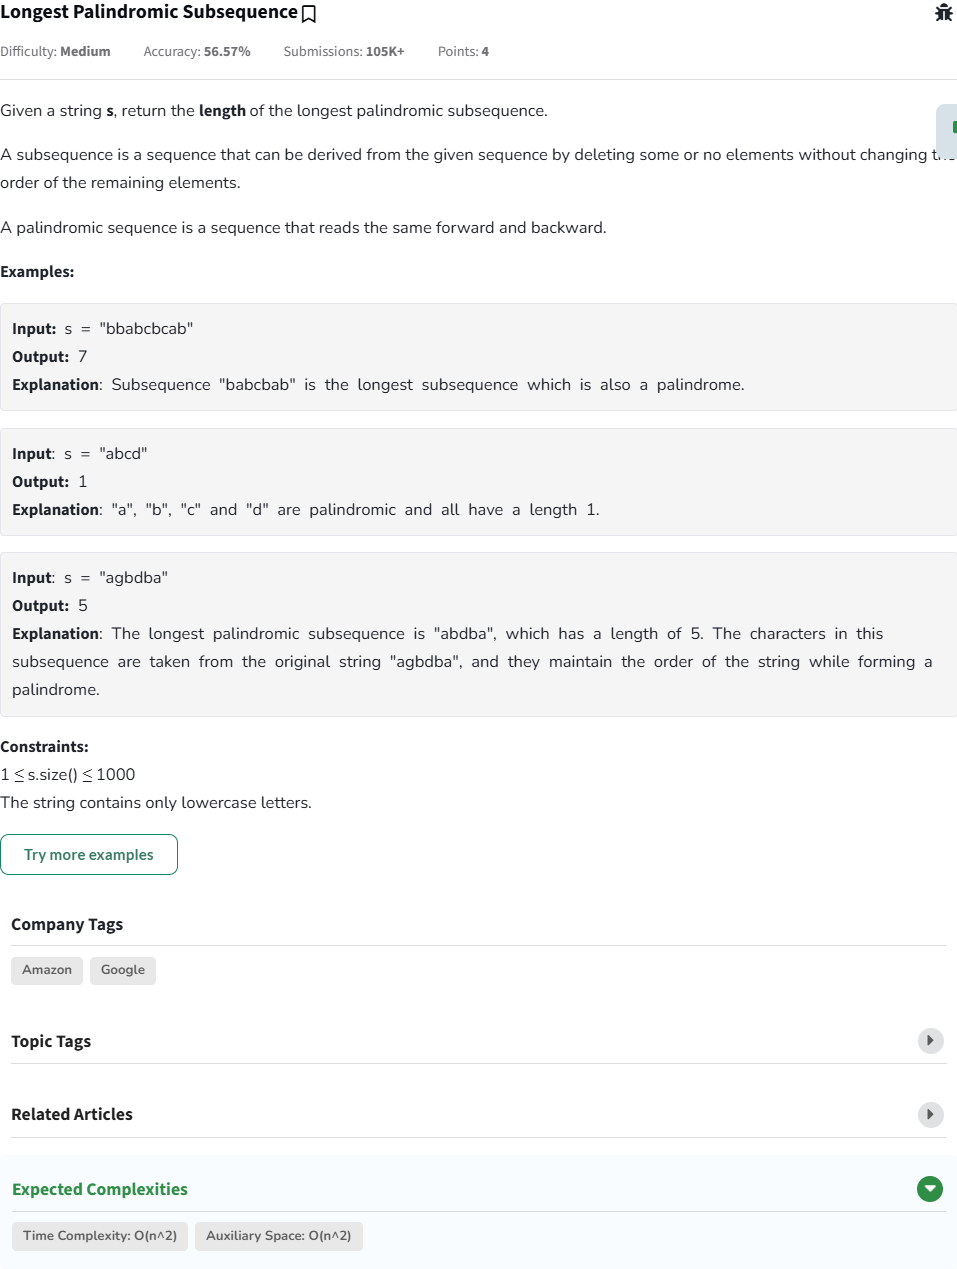 Longest Palindromic Subsequence
Difficulty: Medium Accuracy: 56.57% Submissions: 105K+ Points: 4
Given a string s, return the length of the longest palindromic subsequence.
A subsequence is a sequence that can be derived from the given sequence by deleting some or no elements without changing
order of the remaining elements.
A palindromic sequence is a sequence that reads the same forward and backward.
Examples:
Input: s = "bbabcbcab"
Output: 7
Explanation: Subsequence "babcbab" is the longest subsequence which is also a palindrome.
Input: s = "abcd"
Output: 1
Explanation: "a", "b", "c" and "d" are palindromic and all have a length 1.
Input: s = "agbdba"
Output: 5
Explanation: The longest palindromic subsequence is "abdba", which has a length of 5. The characters in this
subsequence are taken from the original string "agbdba", and they maintain the order of the string while forming a
palindrome.
Constraints:
1 ≤ s.size() ≤ 1000
The string contains only lowercase letters.
Try more examples
Company Tags
Amazon Google
Topic Tags
Related Articles
Expected Complexities
Time Complexity: O(n^2) Auxiliary Space: O(n^2)